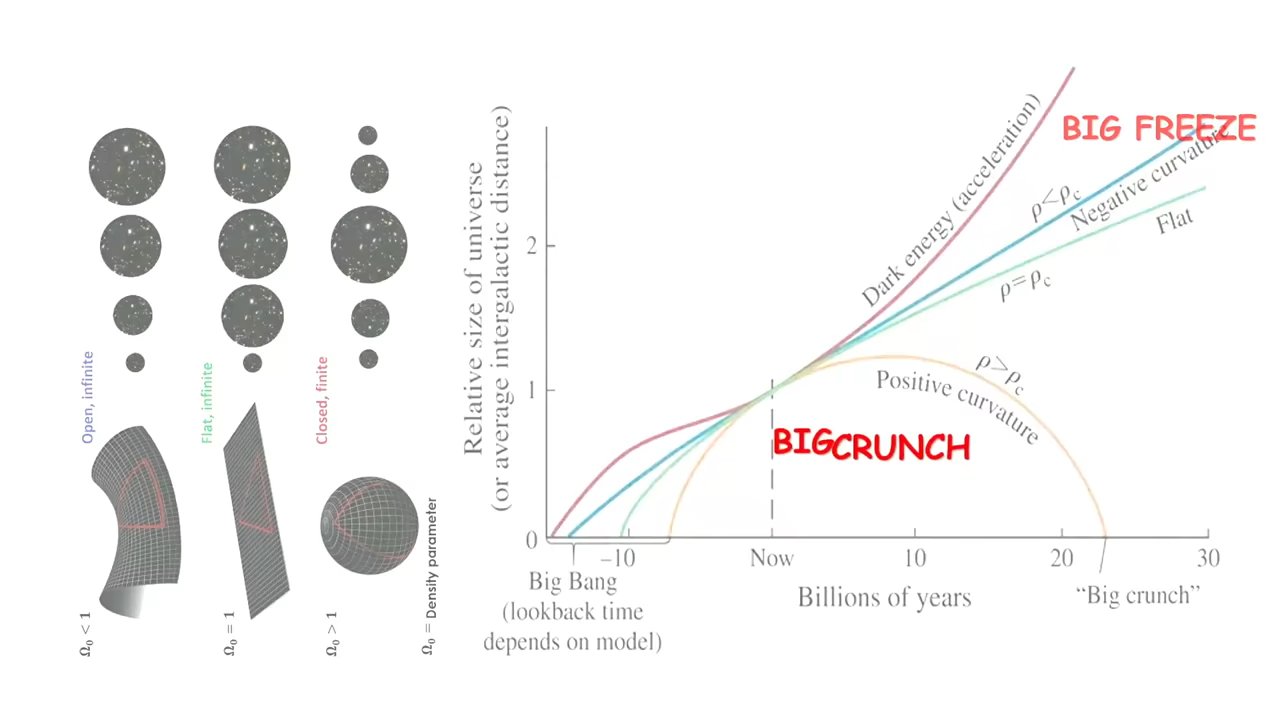 Open, infinite
Flat, infinite
Closed, finite
Ω₀ < 1
Ω₀ = 1
Ω₀ > 1
Ω₀ = Density parameter
Relative size of universe
(or average intergalactic distance)
2
1
0
Dark energy (acceleration)
BIG FREEZE
ρ<ρc
Negative curvature
Flat
ρ=ρc
ρ>ρc
Positive curvature
BIG CRUNCH
–10
Now
10
20
30
Big Bang
(lookback time
depends on model)
Billions of years
“Big crunch”